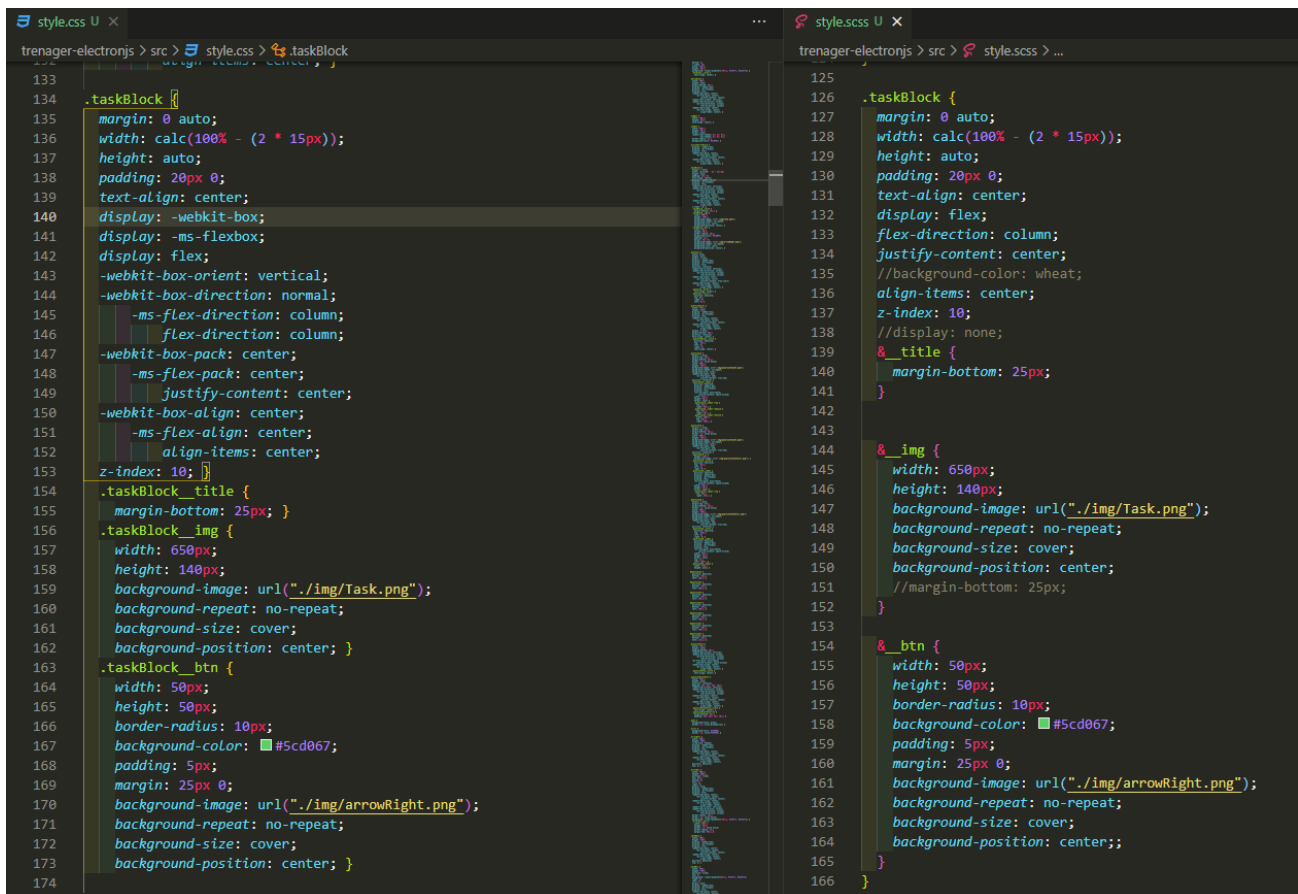 style.css U ×
trenager-electronjs > src > style.css > .taskBlock
132 align-items: center; }
133
134 .taskBlock {
135 margin: 0 auto;
136 width: calc(100% - (2 * 15px));
137 height: auto;
138 padding: 20px 0;
139 text-align: center;
140 display: -webkit-box;
141 display: -ms-flexbox;
142 display: flex;
143 -webkit-box-orient: vertical;
144 -webkit-box-direction: normal;
145 -ms-flex-direction: column;
146 flex-direction: column;
147 -webkit-box-pack: center;
148 -ms-flex-pack: center;
149 justify-content: center;
150 -webkit-box-align: center;
151 -ms-flex-align: center;
152 align-items: center;
153 z-index: 10; }
154 .taskBlock__title {
155 margin-bottom: 25px; }
156 .taskBlock__img {
157 width: 650px;
158 height: 140px;
159 background-image: url("./img/Task.png");
160 background-repeat: no-repeat;
161 background-size: cover;
162 background-position: center; }
163 .taskBlock__btn {
164 width: 50px;
165 height: 50px;
166 border-radius: 10px;
167 background-color: #5cd067;
168 padding: 5px;
169 margin: 25px 0;
170 background-image: url("./img/arrowRight.png");
171 background-repeat: no-repeat;
172 background-size: cover;
173 background-position: center; }
174
style.scss U ×
trenager-electronjs > src > style.scss > ...
124 }
125
126 .taskBlock {
127 margin: 0 auto;
128 width: calc(100% - (2 * 15px));
129 height: auto;
130 padding: 20px 0;
131 text-align: center;
132 display: flex;
133 flex-direction: column;
134 justify-content: center;
135 //background-color: wheat;
136 align-items: center;
137 z-index: 10;
138 //display: none;
139 &__title {
140 margin-bottom: 25px;
141 }
142
143
144 &__img {
145 width: 650px;
146 height: 140px;
147 background-image: url("./img/Task.png");
148 background-repeat: no-repeat;
149 background-size: cover;
150 background-position: center;
151 //margin-bottom: 25px;
152 }
153
154 &__btn {
155 width: 50px;
156 height: 50px;
157 border-radius: 10px;
158 background-color: #5cd067;
159 padding: 5px;
160 margin: 25px 0;
161 background-image: url("./img/arrowRight.png");
162 background-repeat: no-repeat;
163 background-size: cover;
164 background-position: center;;
165 }
166 }